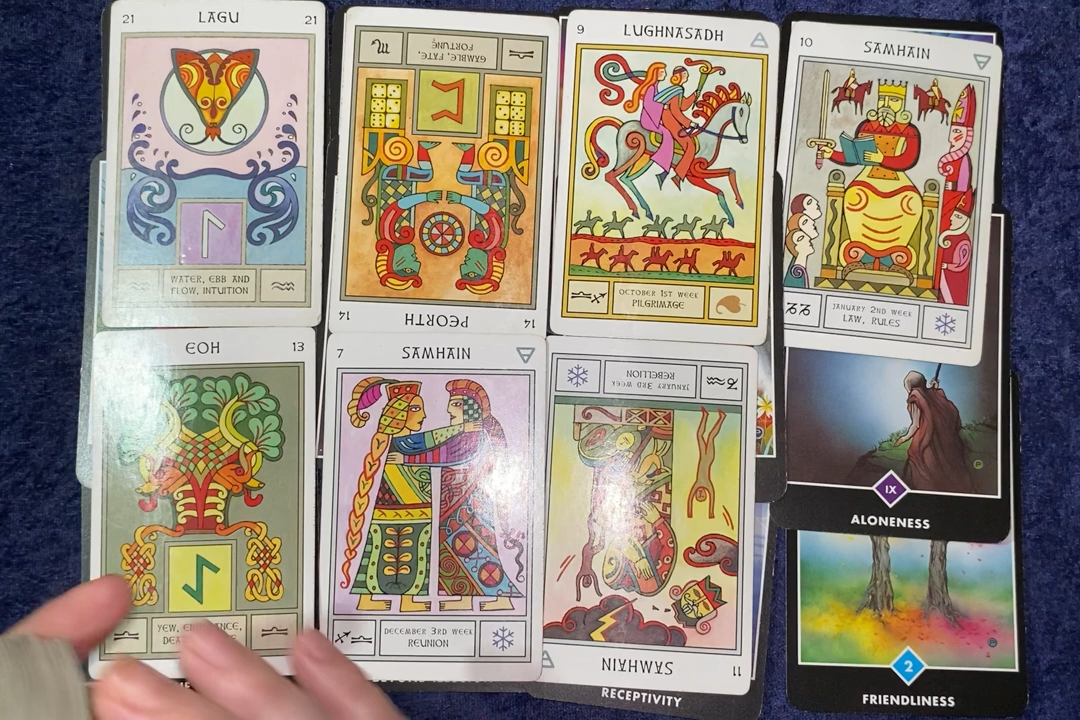 21 LAGU 21
WATER, EBB AND
FLOW, INTUITION
GAMBLE, FATE,
FORTUNE
14 PEORTH 14
9 LUGHNASADH
OCTOBER 1ST WEEK
PILGRIMAGE
10 SAMHAIN
JANUARY 2ND WEEK
LAW, RULES
IX
ALONENESS
EOH 13
7 SAMHAIN
DECEMBER 3RD WEEK
REUNION
JANUARY 3RD WEEK
REBELLION
SAMHAIN 11
RECEPTIVITY
2
FRIENDLINESS
YEW,